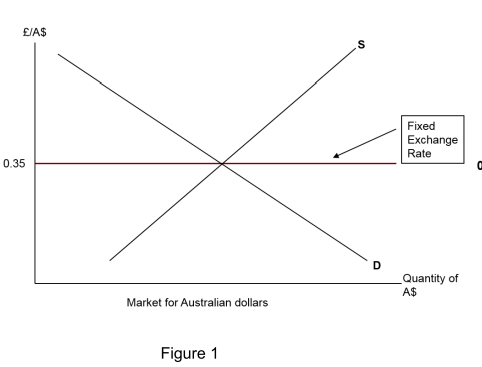 £/A$
S
Fixed
Exchange
Rate
0.35
D
Quantity of
A$
Market for Australian dollars
Figure 1